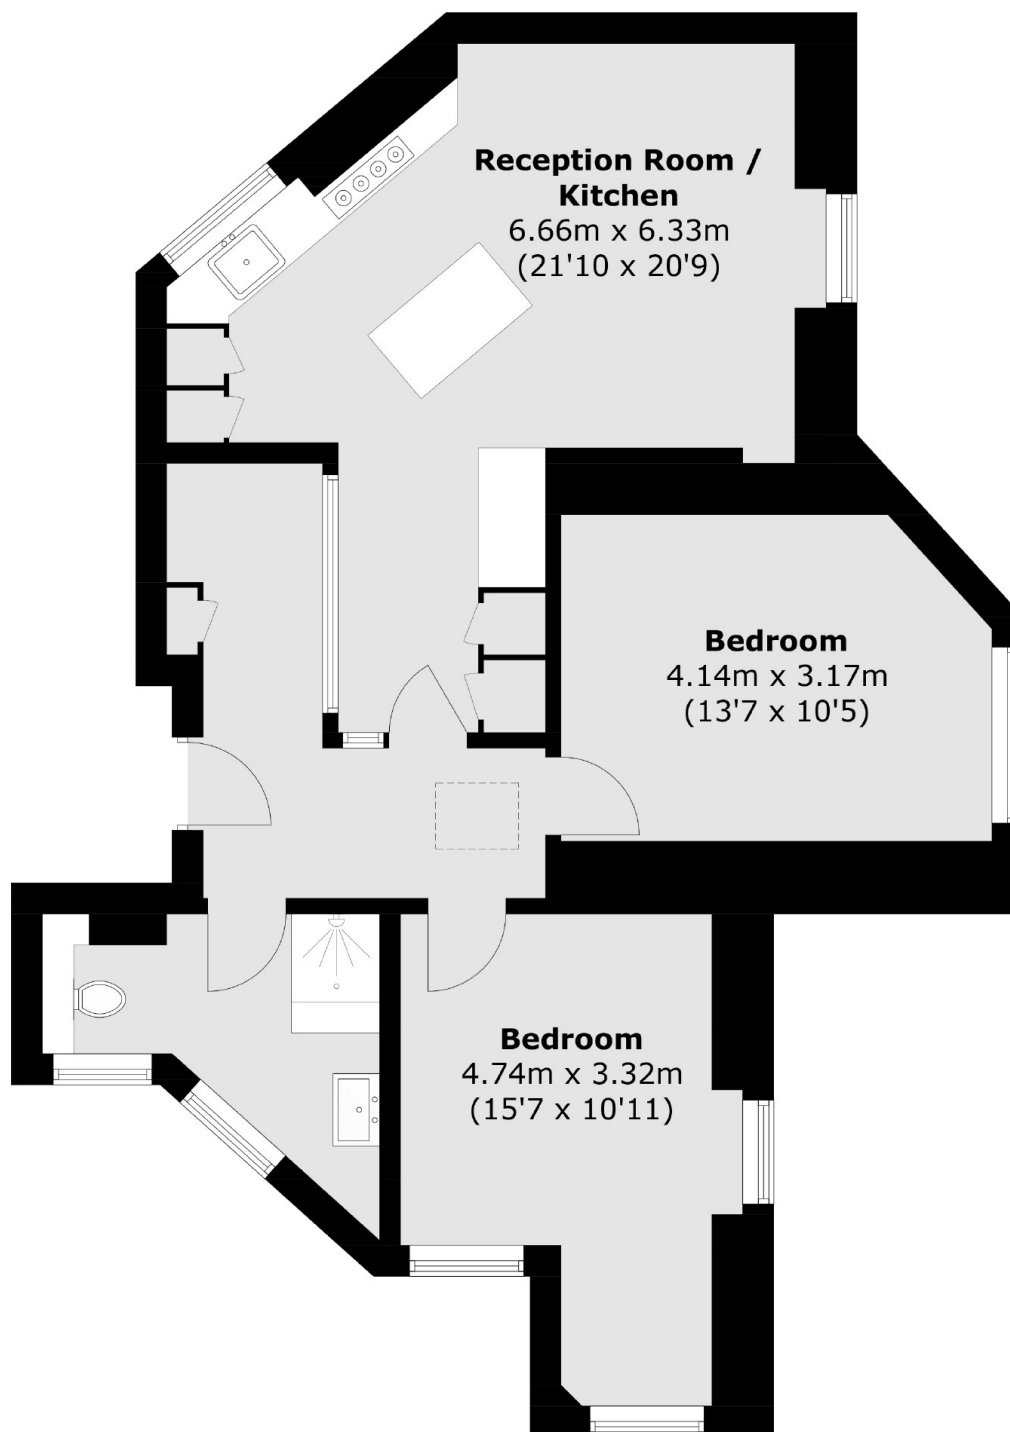 Reception Room /
Kitchen
6.66m x 6.33m
(21'10 x 20'9)
Bedroom
4.14m x 3.17m
(13'7 x 10'5)
Bedroom
4.74m x 3.32m
(15'7 x 10'11)